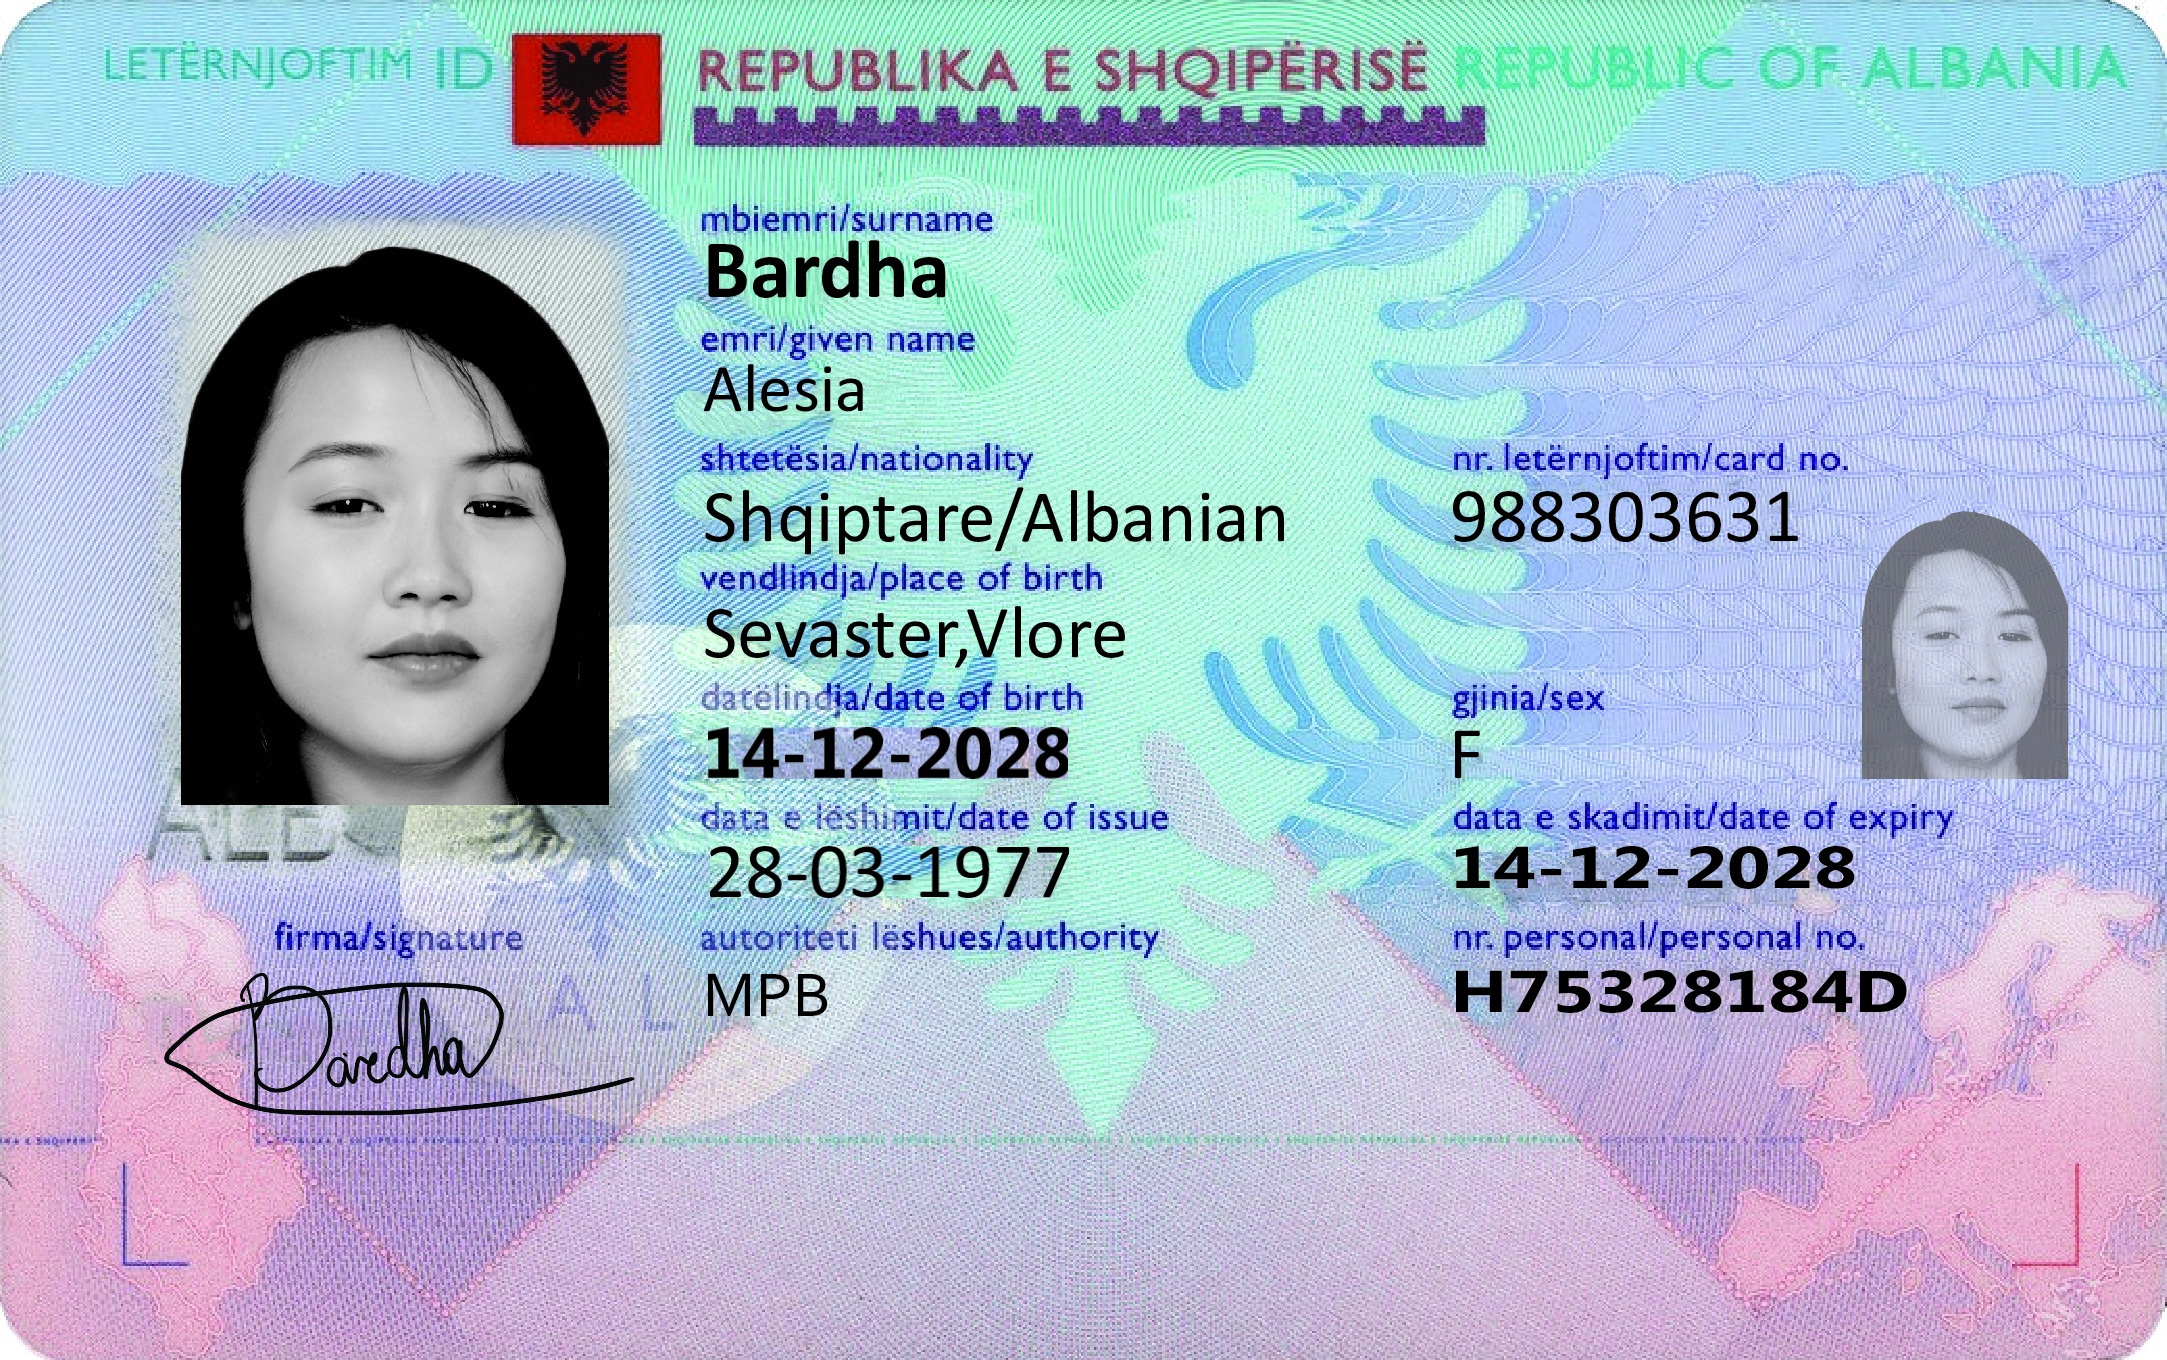 LETËRNJOFTIM ID REPUBLIKA E SHQIPËRISË REPUBLIC OF ALBANIA
mbiemri/surname
Bardha
emri/given name
Alesia
shtetësia/nationality
Shqiptare/Albanian
nr. letërnjoftim/card no.
988303631
vendlindja/place of birth
Sevaster,Vlore
datëlindja/date of birth
14-12-2028
gjinia/sex
F
data e lëshimit/date of issue
28-03-1977
data e skadimit/date of expiry
14-12-2028
autoriteti lëshues/authority
MPB
nr. personal/personal no.
H75328184D
ALB
firma/signature
Bardha
A L